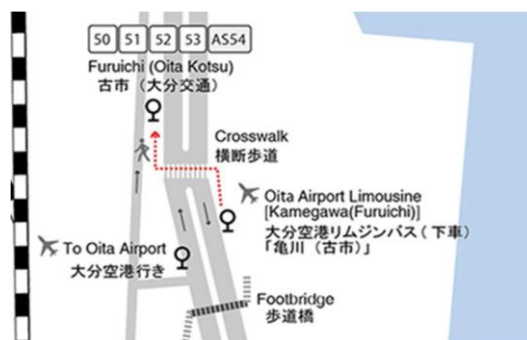 50 51 52 53 AS54
Furuichi (Oita Kotsu)
古市（大分交通）
Crosswalk
横断歩道
Oita Airport Limousine
[Kamegawa(Furuichi)]
大分空港リムジンバス(下車)
「亀川（古市）」
To Oita Airport
大分空港行き
Footbridge
歩道橋